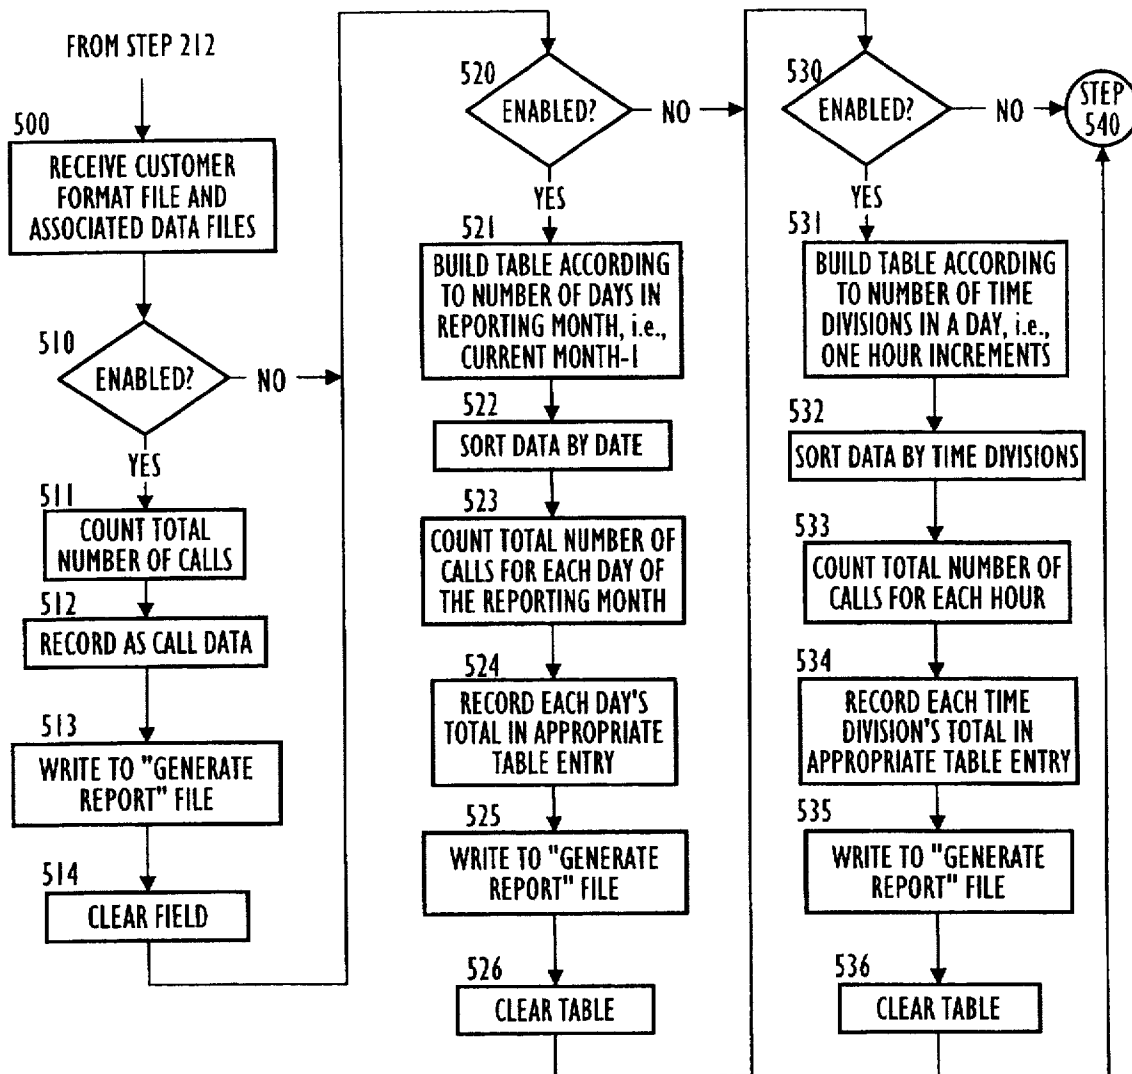 FROM STEP 212
500
RECEIVE CUSTOMER
FORMAT FILE AND
ASSOCIATED DATA FILES
510
ENABLED?
NO
YES
511
COUNT TOTAL
NUMBER OF CALLS
512
RECORD AS CALL DATA
513
WRITE TO "GENERATE
REPORT" FILE
514
CLEAR FIELD
520
ENABLED?
NO
YES
521
BUILD TABLE ACCORDING
TO NUMBER OF DAYS IN
REPORTING MONTH, i.e.,
CURRENT MONTH-1
522
SORT DATA BY DATE
523
COUNT TOTAL NUMBER OF
CALLS FOR EACH DAY OF
THE REPORTING MONTH
524
RECORD EACH DAY'S
TOTAL IN APPROPRIATE
TABLE ENTRY
525
WRITE TO "GENERATE
REPORT" FILE
526
CLEAR TABLE
530
ENABLED?
NO
STEP
540
YES
531
BUILD TABLE ACCORDING
TO NUMBER OF TIME
DIVISIONS IN A DAY, i.e.,
ONE HOUR INCREMENTS
532
SORT DATA BY TIME DIVISIONS
533
COUNT TOTAL NUMBER OF
CALLS FOR EACH HOUR
534
RECORD EACH TIME
DIVISION'S TOTAL IN
APPROPRIATE TABLE ENTRY
535
WRITE TO "GENERATE
REPORT" FILE
536
CLEAR TABLE